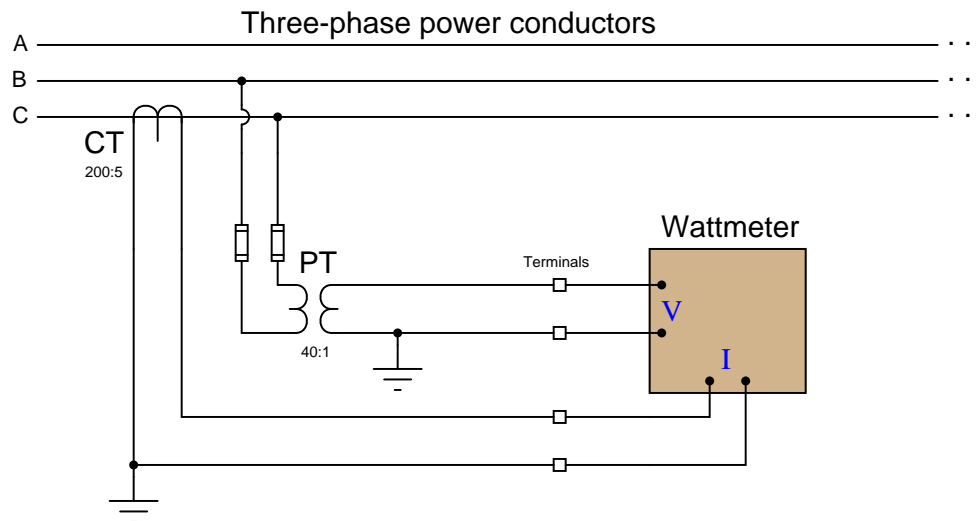 Three-phase power conductors
A
. .
B
. .
C
. .
CT
200:5
PT
40:1
Terminals
Wattmeter
V
I